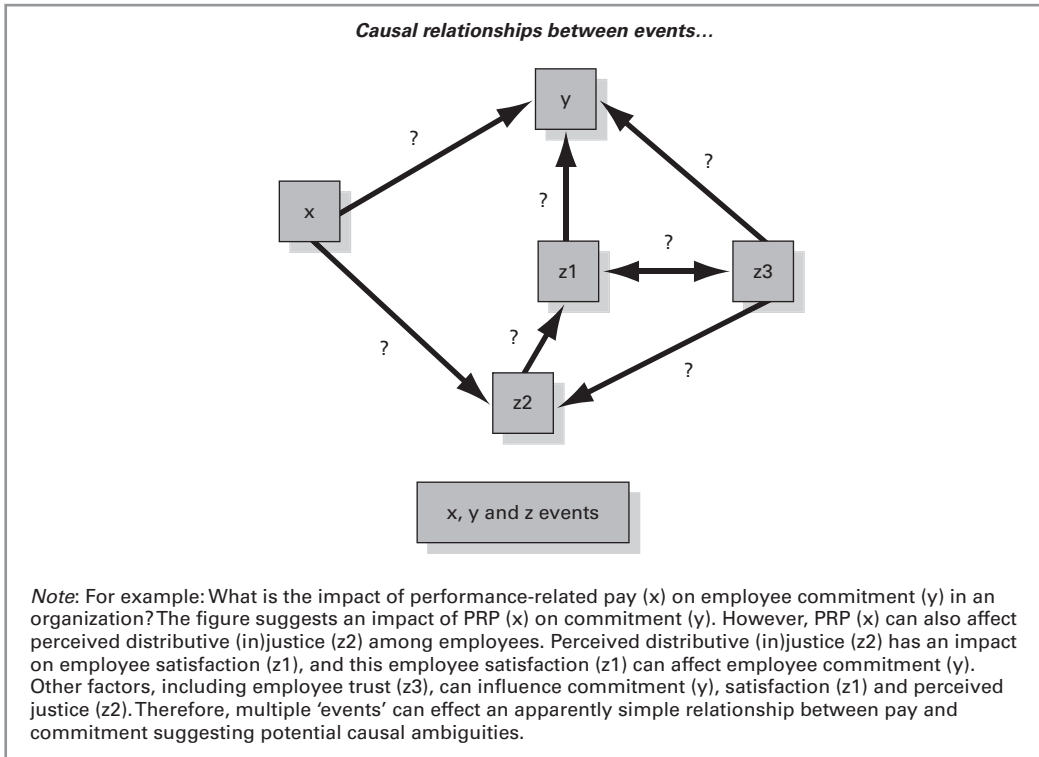 Causal relationships between events...
y
?
?
x
?
?
z1
z3
?
?
?
z2
x, y and z events
Note: For example: What is the impact of performance-related pay (x) on employee commitment (y) in an
organization? The figure suggests an impact of PRP (x) on commitment (y). However, PRP (x) can also affect
perceived distributive (in)justice (z2) among employees. Perceived distributive (in)justice (z2) has an impact
on employee satisfaction (z1), and this employee satisfaction (z1) can affect employee commitment (y).
Other factors, including employee trust (z3), can influence commitment (y), satisfaction (z1) and perceived
justice (z2). Therefore, multiple ‘events’ can effect an apparently simple relationship between pay and
commitment suggesting potential causal ambiguities.